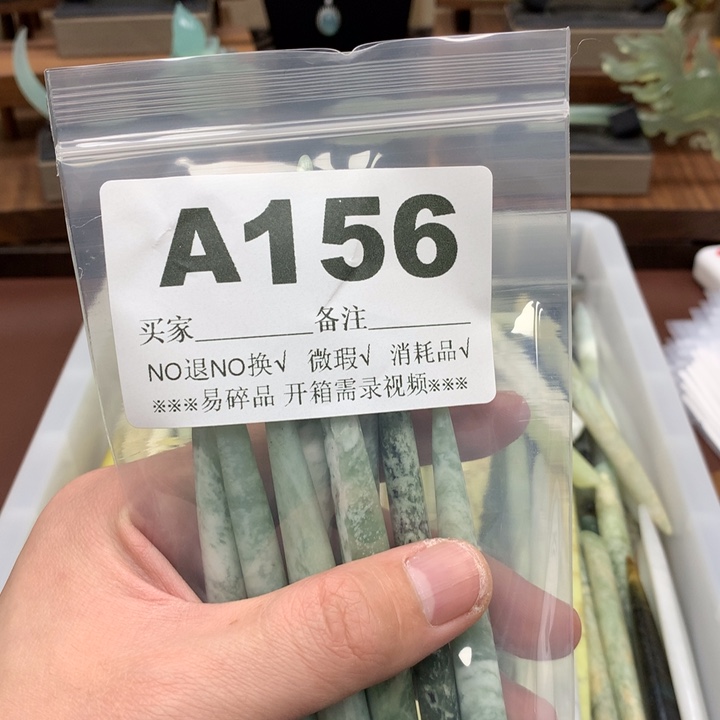 A156
买家________备注_______
NO退NO换√ 微瑕√ 消耗品√
※※※易碎品 开箱需录视频※※※